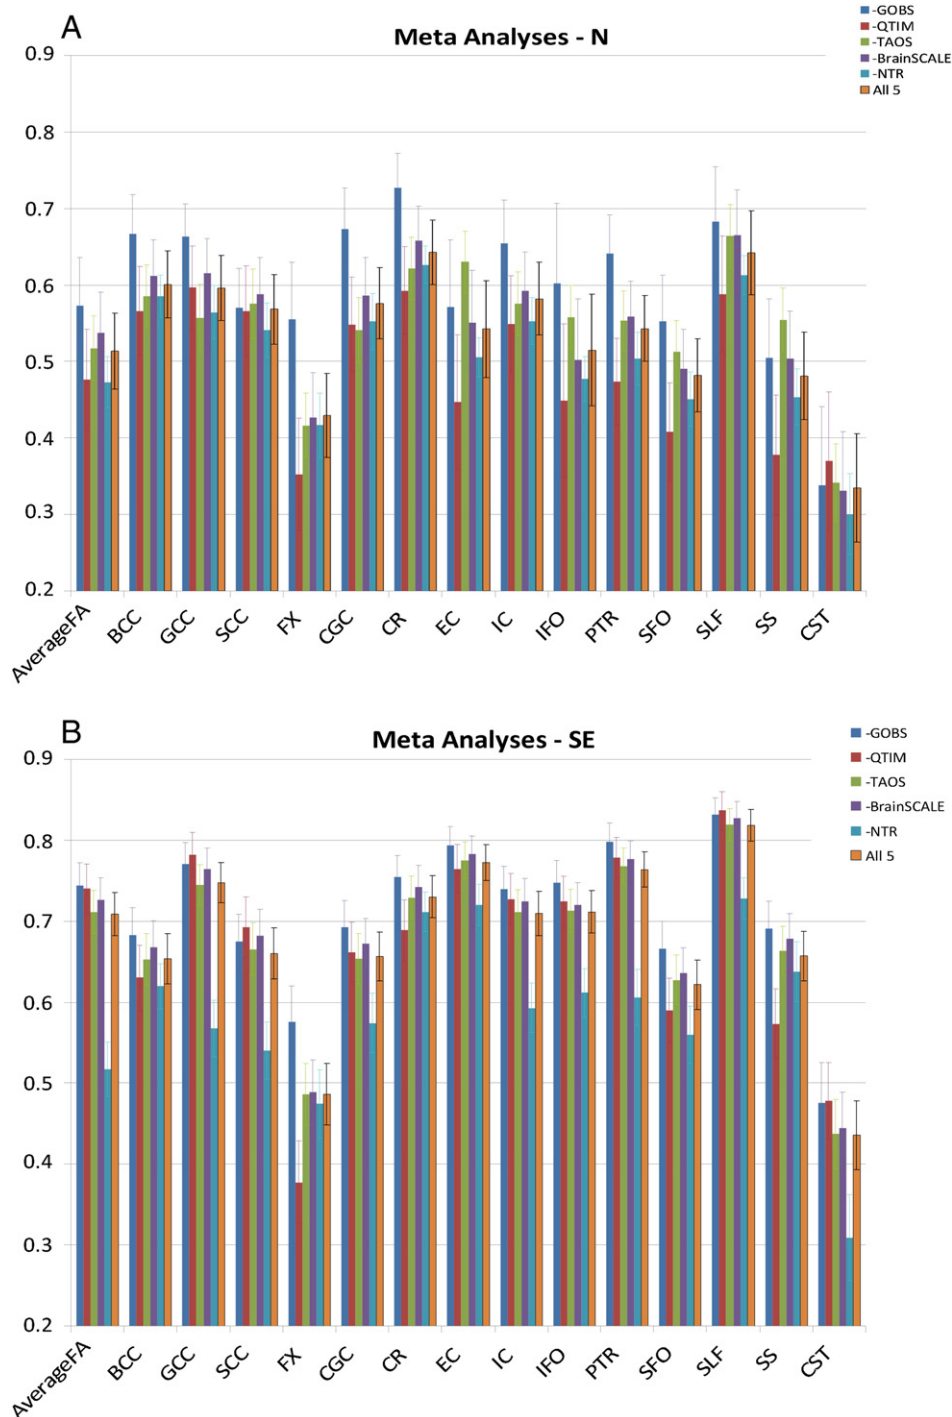 A
Meta Analyses - N
-GOBS
-QTIM
-TAOS
-BrainSCALE
-NTR
All 5
0.9
0.8
0.7
0.6
0.5
0.4
0.3
0.2
AverageFA
BCC
GCC
SCC
FX
CGC
CR
EC
IC
IFO
PTR
SFO
SLF
SS
CST
B
Meta Analyses - SE
-GOBS
-QTIM
-TAOS
-BrainSCALE
-NTR
All 5
0.9
0.8
0.7
0.6
0.5
0.4
0.3
0.2
AverageFA
BCC
GCC
SCC
FX
CGC
CR
EC
IC
IFO
PTR
SFO
SLF
SS
CST